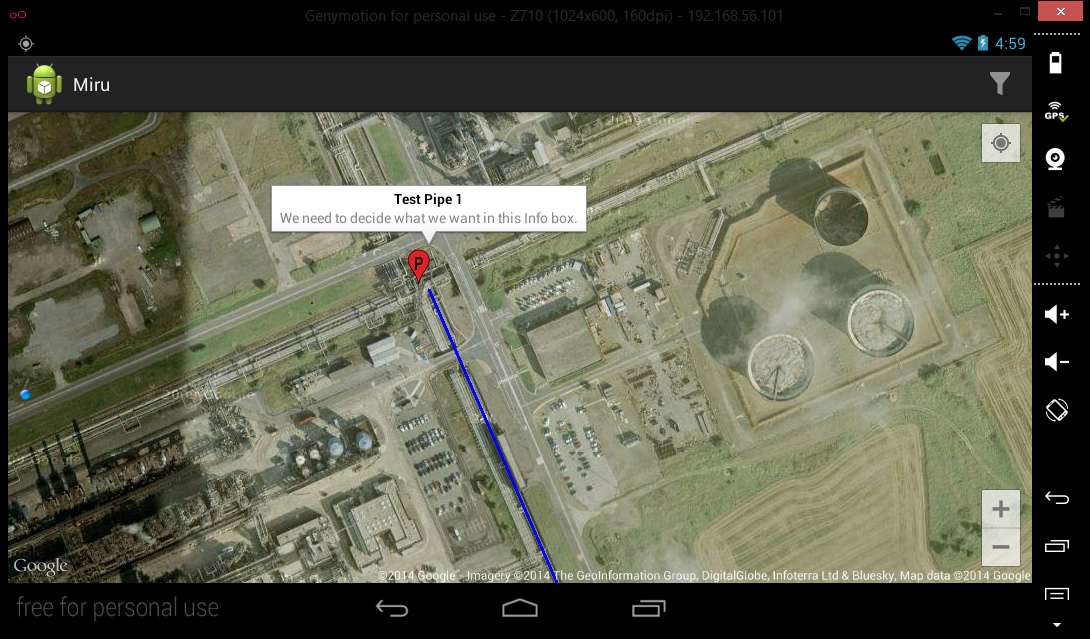 Genymotion for personal use - Z710 (1024x600, 160dpi) - 192.168.56.101
4:59
Miru
GPS
Test Pipe 1
We need to decide what we want in this Info box.
P
Google
©2014 Google - Imagery ©2014 The GeoInformation Group, DigitalGlobe, Infoterra Ltd & Bluesky, Map data ©2014 Google
free for personal use